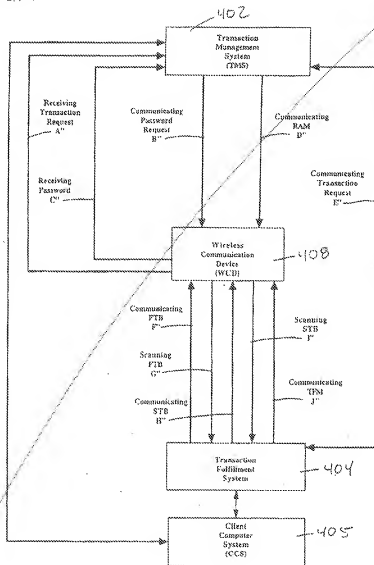 402
Transaction
Management
System
(TMS)
Receiving
Transaction
Request
A"
Receiving
Password
C"
Communicating
Password
Request
B"
Communicating
RAM
D"
Communicating
Transaction
Request
E"
Wireless
Communication
Device
(WCD)
408
Communicating
FTB
F"
Scanning
FTB
G"
Communicating
STB
H"
Scanning
STB
I"
Communicating
TFM
J"
Transaction
Fulfillment
System
404
Client
Computer
System
(CCS)
405